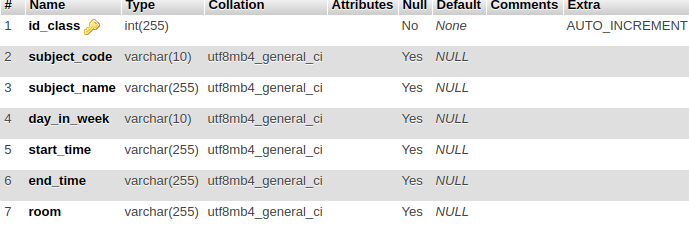 # Name Type Collation Attributes Null Default Comments Extra
1 id_class int(255) No None AUTO_INCREMENT
2 subject_code varchar(10) utf8mb4_general_ci Yes NULL
3 subject_name varchar(255) utf8mb4_general_ci Yes NULL
4 day_in_week varchar(10) utf8mb4_general_ci Yes NULL
5 start_time varchar(255) utf8mb4_general_ci Yes NULL
6 end_time varchar(255) utf8mb4_general_ci Yes NULL
7 room varchar(255) utf8mb4_general_ci Yes NULL